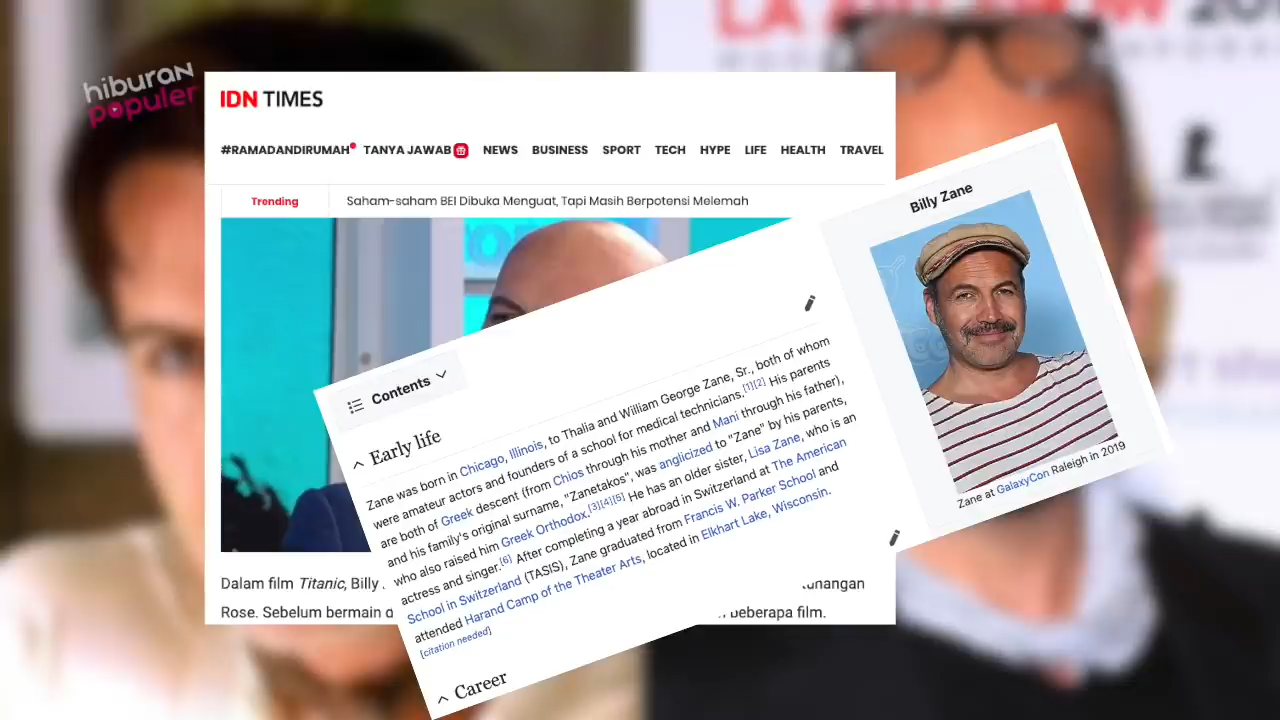 LA ART SHOW 20
hiburan
populer
IDN TIMES
#RAMADANDIRUMAH TANYA JAWAB NEWS BUSINESS SPORT TECH HYPE LIFE HEALTH TRAVEL
Trending Saham-saham BEI Dibuka Menguat, Tapi Masih Berpotensi Melemah
Billy Zane
Zane at GalaxyCon Raleigh in 2019
Contents
Early life
Zane was born in Chicago, Illinois, to Thalia and William George Zane, Sr., both of whom
were amateur actors and founders of a school for medical technicians.[1][2] His parents
are both of Greek descent (from Chios through his mother and Mani through his father),
and his family's original surname, "Zanetakos", was anglicized to "Zane" by his parents,
who also raised him Greek Orthodox.[3][4][5] He has an older sister, Lisa Zane, who is an
actress and singer.[6] After completing a year abroad in Switzerland at The American
School in Switzerland (TASIS), Zane graduated from Francis W. Parker School and
attended Harand Camp of the Theater Arts, located in Elkhart Lake, Wisconsin.
[citation needed]
Career
Dalam film Titanic, Billy
Rose. Sebelum bermain
beberapa film.